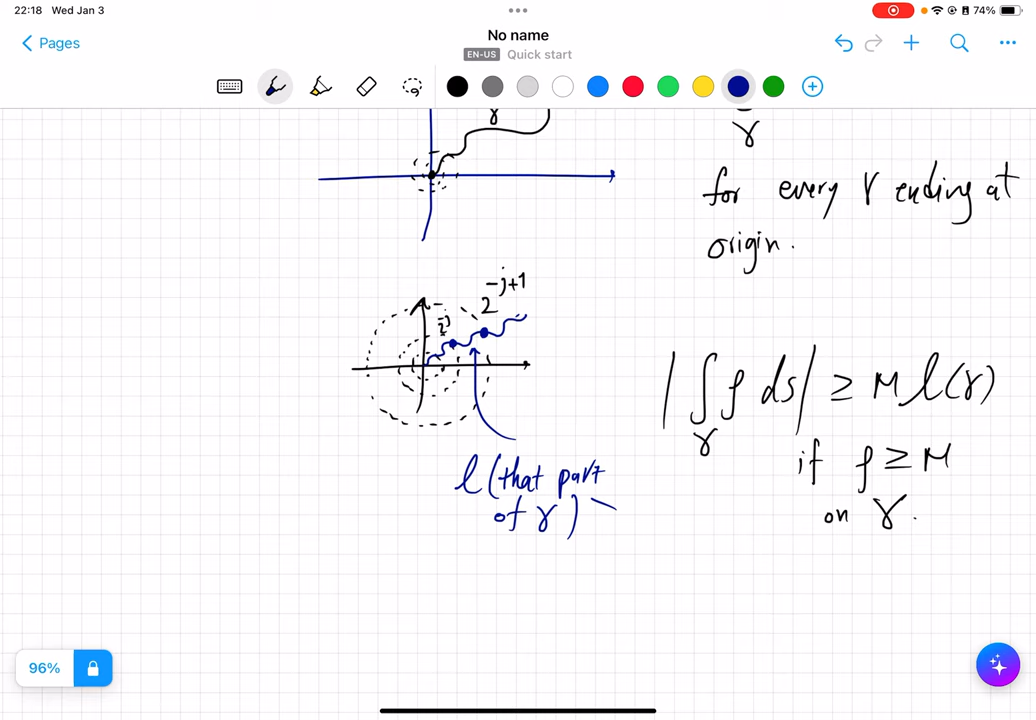 22:18 Wed Jan 3
74%
Pages
No name
EN-US Quick start
γ
γ
for every γ ending at
origin.
2^{-j+1}
2^{-j}
| ∫_γ ρ ds | ≥ M l(γ)
if ρ ≥ M
on γ.
l (that part
of γ)
96%